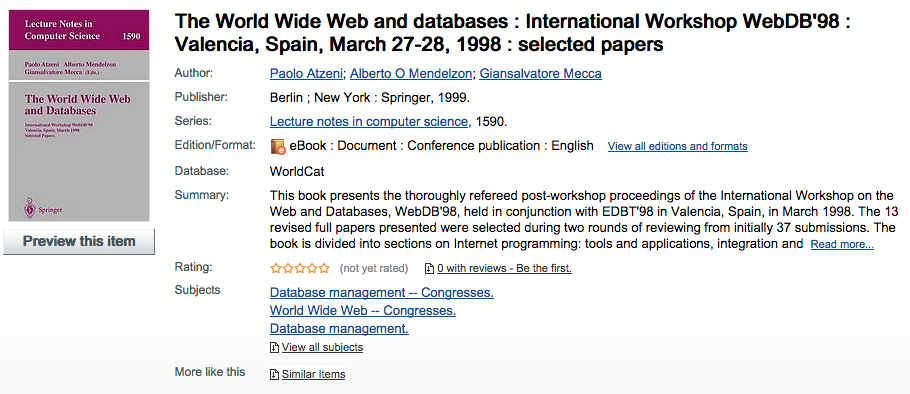 Lecture Notes in
Computer Science 1590
Paolo Atzeni Alberto Mendelzon
Giansalvatore Mecca (Eds.)
The World Wide Web
and Databases
International Workshop WebDB'98
Valencia, Spain, March 1998
Selected Papers
Springer
Preview this item
The World Wide Web and databases : International Workshop WebDB'98 :
Valencia, Spain, March 27-28, 1998 : selected papers
Author: Paolo Atzeni; Alberto O Mendelzon; Giansalvatore Mecca
Publisher: Berlin ; New York : Springer, 1999.
Series: Lecture notes in computer science, 1590.
Edition/Format: eBook : Document : Conference publication : English View all editions and formats
Database: WorldCat
Summary: This book presents the thoroughly refereed post-workshop proceedings of the International Workshop on the
Web and Databases, WebDB'98, held in conjunction with EDBT'98 in Valencia, Spain, in March 1998. The 13
revised full papers presented were selected during two rounds of reviewing from initially 37 submissions. The
book is divided into sections on Internet programming: tools and applications, integration and Read more...
Rating: (not yet rated) 0 with reviews - Be the first.
Subjects Database management -- Congresses.
World Wide Web -- Congresses.
Database management.
View all subjects
More like this Similar Items